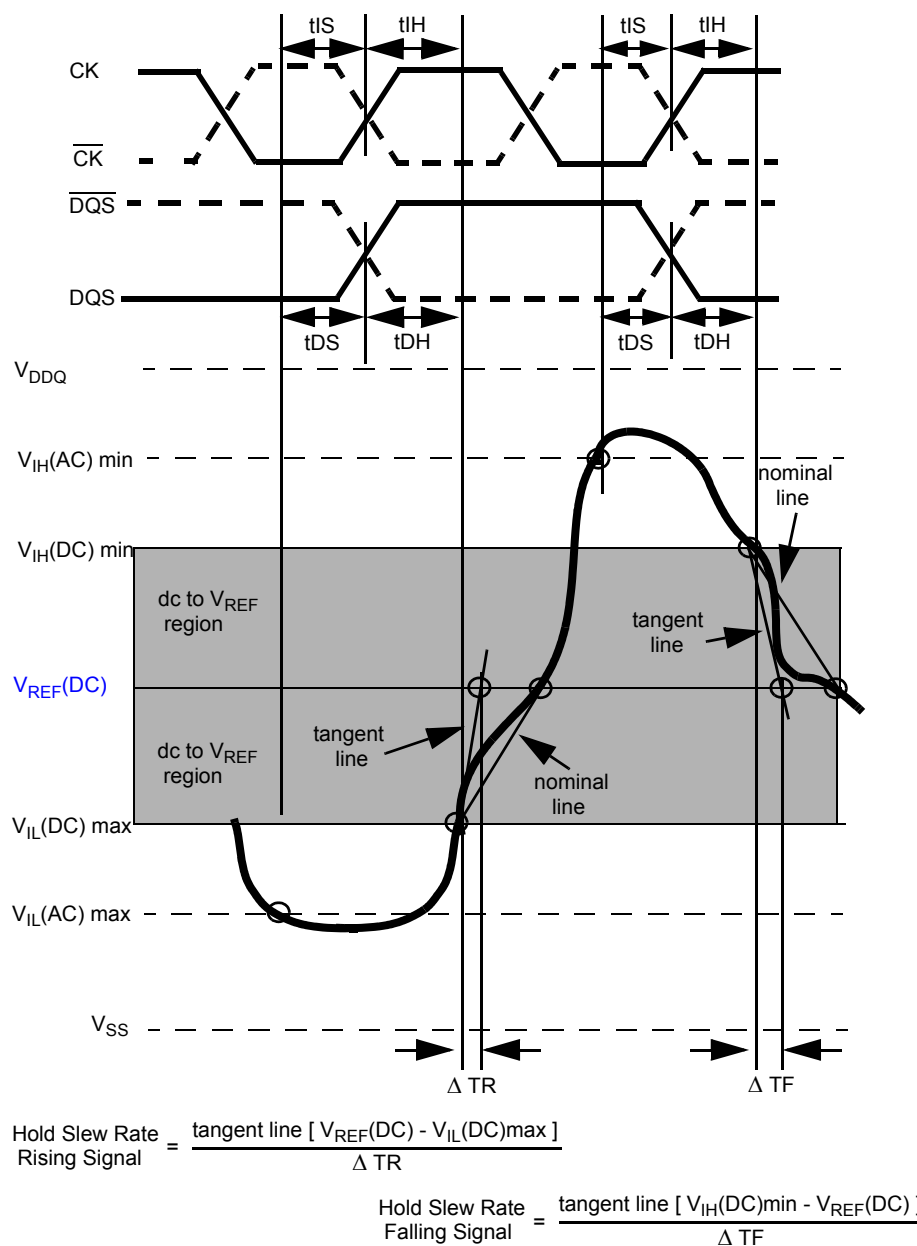 tIS tIH tIS tIH
CK
C̅K̅
D̅Q̅S̅
DQS
tDS tDH tDS tDH
VDDQ
VIH(AC) min
nominal
line
VIH(DC) min
dc to VREF
region
tangent
line
VREF(DC)
tangent
line
dc to VREF
region
nominal
line
VIL(DC) max
VIL(AC) max
VSS
Δ TR Δ TF
Hold Slew Rate
Rising Signal
=
tangent line [ VREF(DC) - VIL(DC)max ]
Δ TR
Hold Slew Rate
Falling Signal
=
tangent line [ VIH(DC)min - VREF(DC) ]
Δ TF